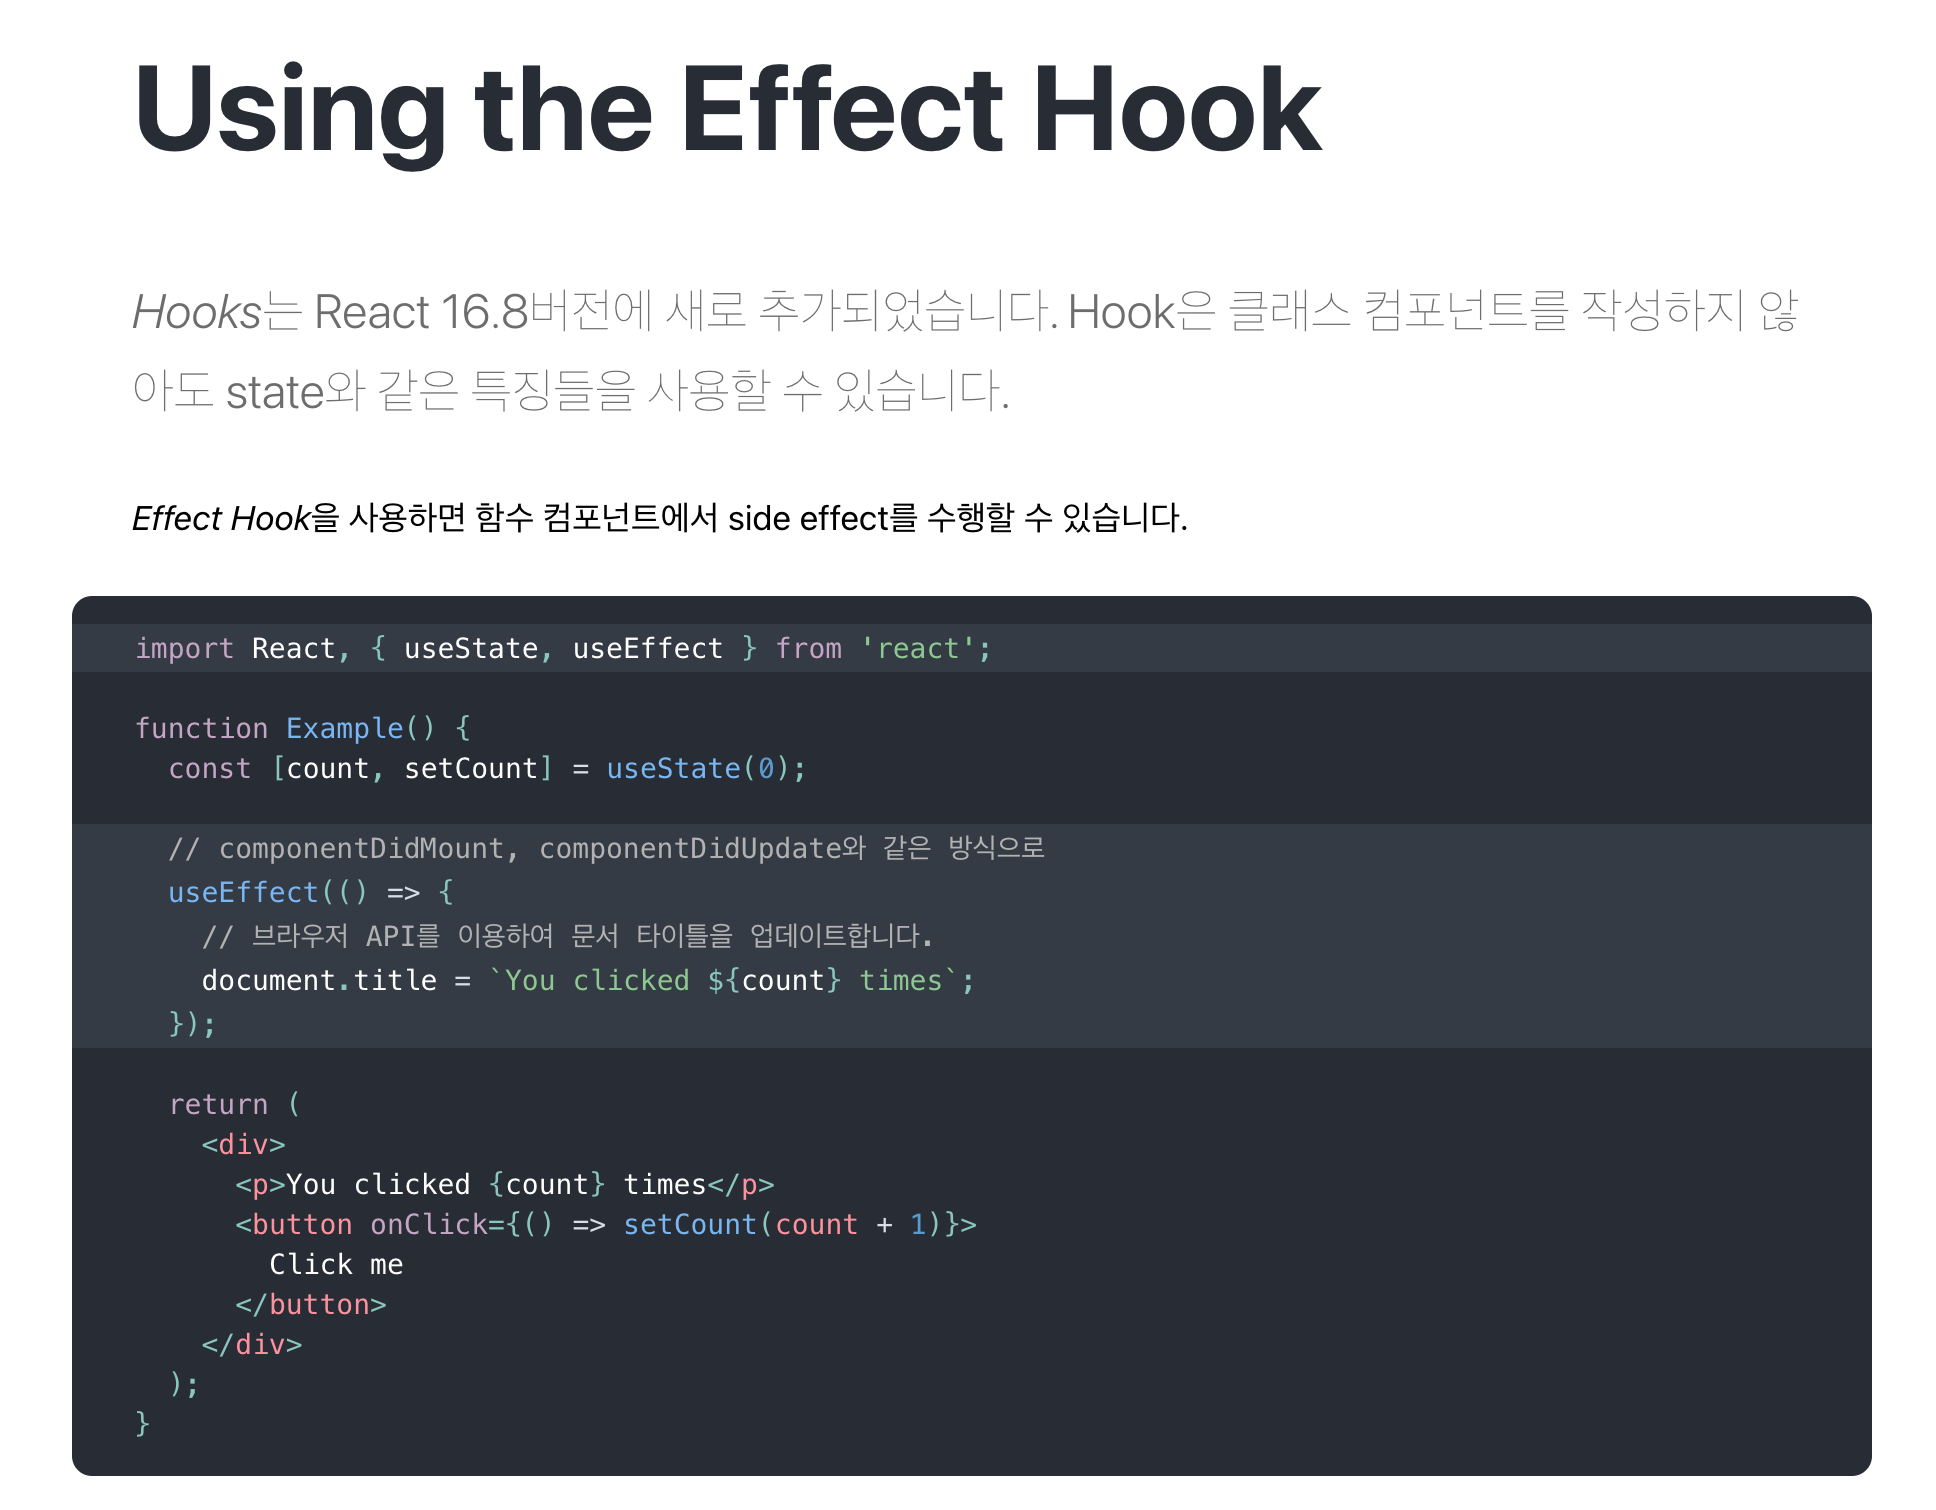 Using the Effect Hook
Hooks는 React 16.8버전에 새로 추가되었습니다. Hook은 클래스 컴포넌트를 작성하지 않
아도 state와 같은 특징들을 사용할 수 있습니다.
Effect Hook을 사용하면 함수 컴포넌트에서 side effect를 수행할 수 있습니다.
import React, { useState, useEffect } from 'react';
function Example() {
  const [count, setCount] = useState(0);
  // componentDidMount, componentDidUpdate와 같은 방식으로
  useEffect(() => {
    // 브라우저 API를 이용하여 문서 타이틀을 업데이트합니다.
    document.title = `You clicked ${count} times`;
  });
  return (
    <div>
      <p>You clicked {count} times</p>
      <button onClick={() => setCount(count + 1)}>
        Click me
      </button>
    </div>
  );
}